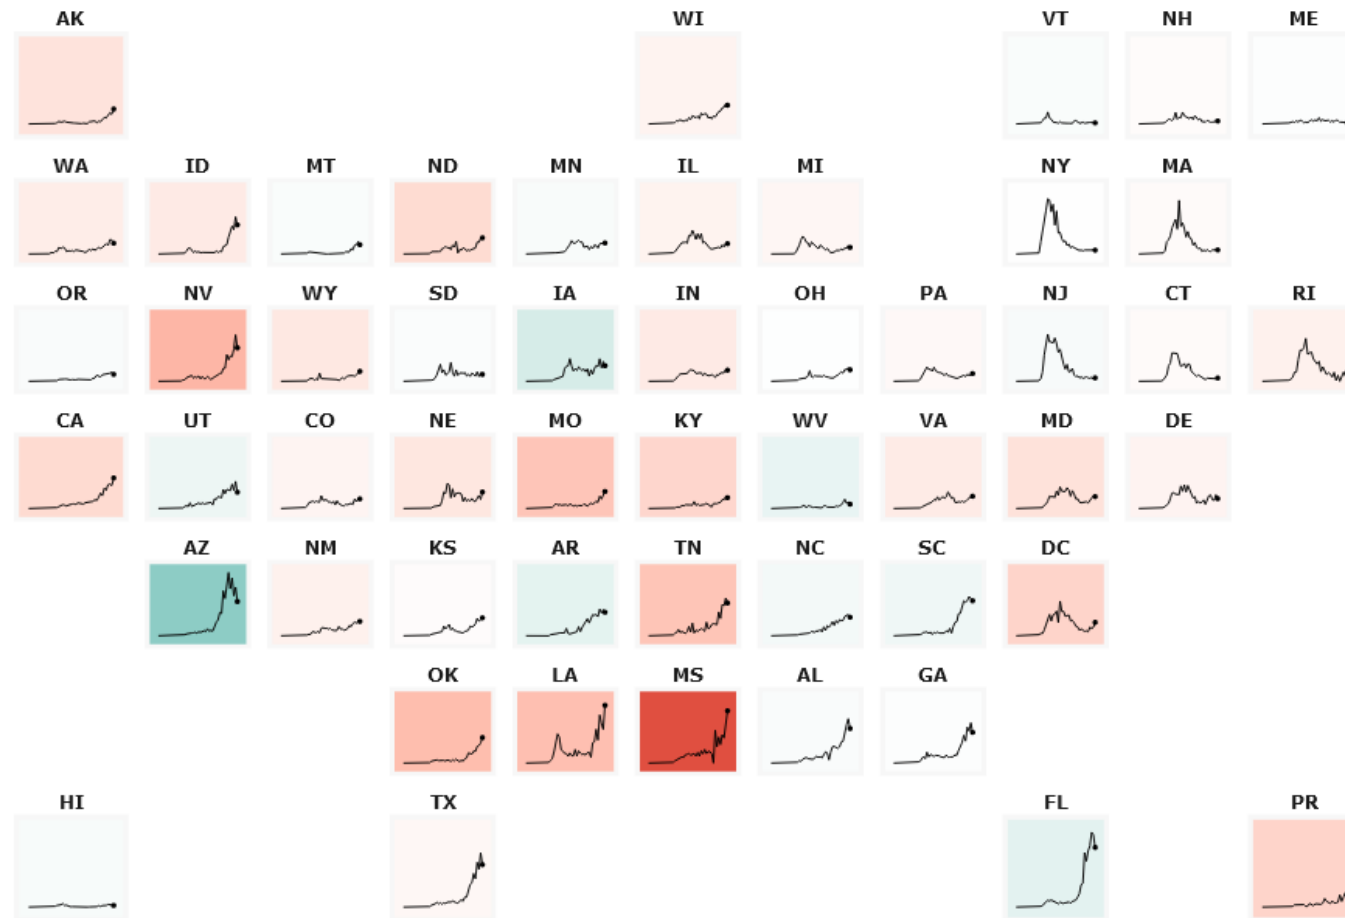 AK WI VT NH ME
WA ID MT ND MN IL MI NY MA
OR NV WY SD IA IN OH PA NJ CT RI
CA UT CO NE MO KY WV VA MD DE
AZ NM KS AR TN NC SC DC
OK LA MS AL GA
HI TX FL PR